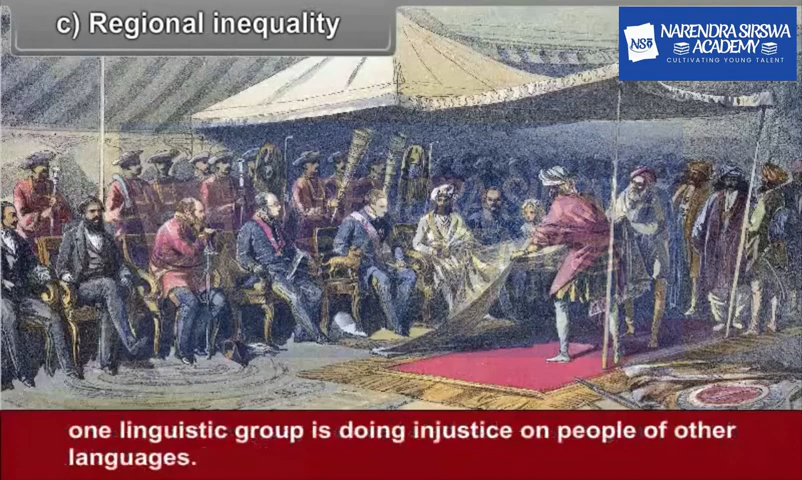 c) Regional inequality
NSA
NARENDRA SIRSWA
ACADEMY
CULTIVATING YOUNG TALENT
one linguistic group is doing injustice on people of other
languages.